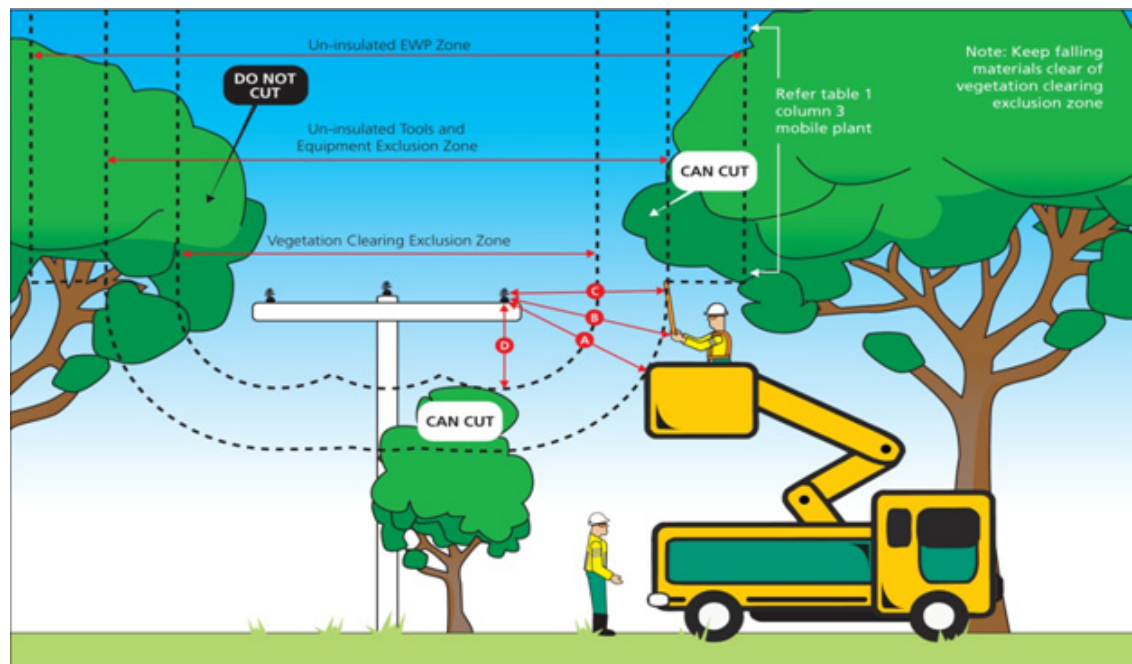 Un-insulated EWP Zone
DO NOT
CUT
Note: Keep falling
materials clear of
vegetation clearing
exclusion zone
Refer table 1
column 3
mobile plant
Un-insulated Tools and
Equipment Exclusion Zone
CAN CUT
Vegetation Clearing Exclusion Zone
C
B
A
D
CAN CUT